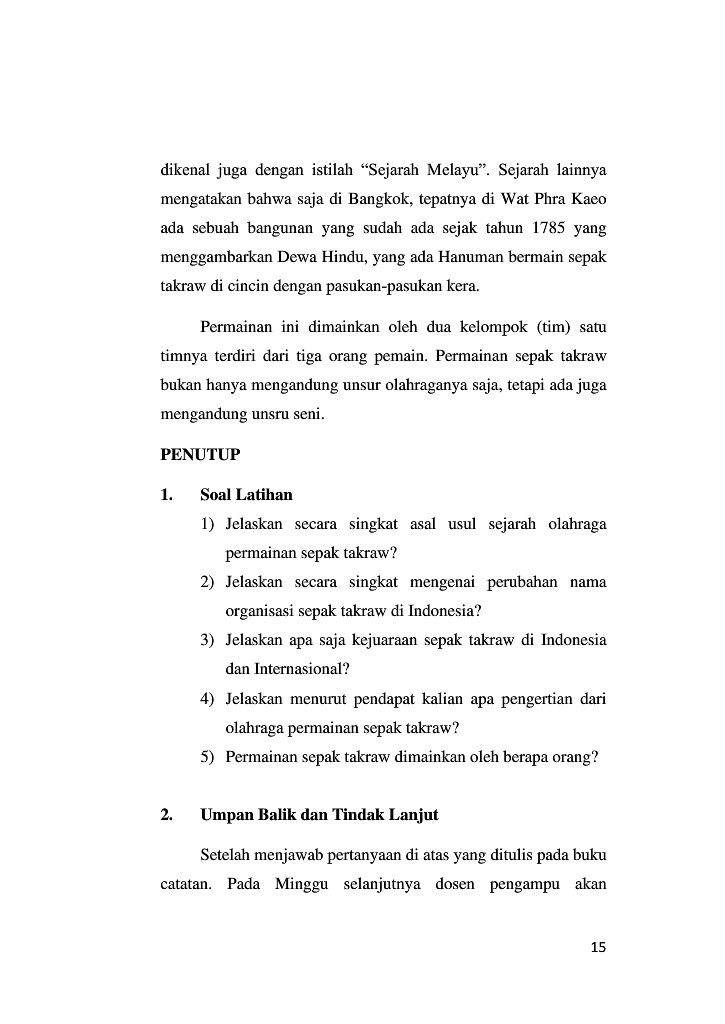 dikenal juga dengan istilah “Sejarah Melayu”. Sejarah lainnya
mengatakan bahwa saja di Bangkok, tepatnya di Wat Phra Kaeo
ada sebuah bangunan yang sudah ada sejak tahun 1785 yang
menggambarkan Dewa Hindu, yang ada Hanuman bermain sepak
takraw di cincin dengan pasukan-pasukan kera.
Permainan ini dimainkan oleh dua kelompok (tim) satu
timnya terdiri dari tiga orang pemain. Permainan sepak takraw
bukan hanya mengandung unsur olahraganya saja, tetapi ada juga
mengandung unsru seni.
PENUTUP
1. Soal Latihan
1) Jelaskan secara singkat asal usul sejarah olahraga
permainan sepak takraw?
2) Jelaskan secara singkat mengenai perubahan nama
organisasi sepak takraw di Indonesia?
3) Jelaskan apa saja kejuaraan sepak takraw di Indonesia
dan Internasional?
4) Jelaskan menurut pendapat kalian apa pengertian dari
olahraga permainan sepak takraw?
5) Permainan sepak takraw dimainkan oleh berapa orang?
2. Umpan Balik dan Tindak Lanjut
Setelah menjawab pertanyaan di atas yang ditulis pada buku
catatan. Pada Minggu selanjutnya dosen pengampu akan
15